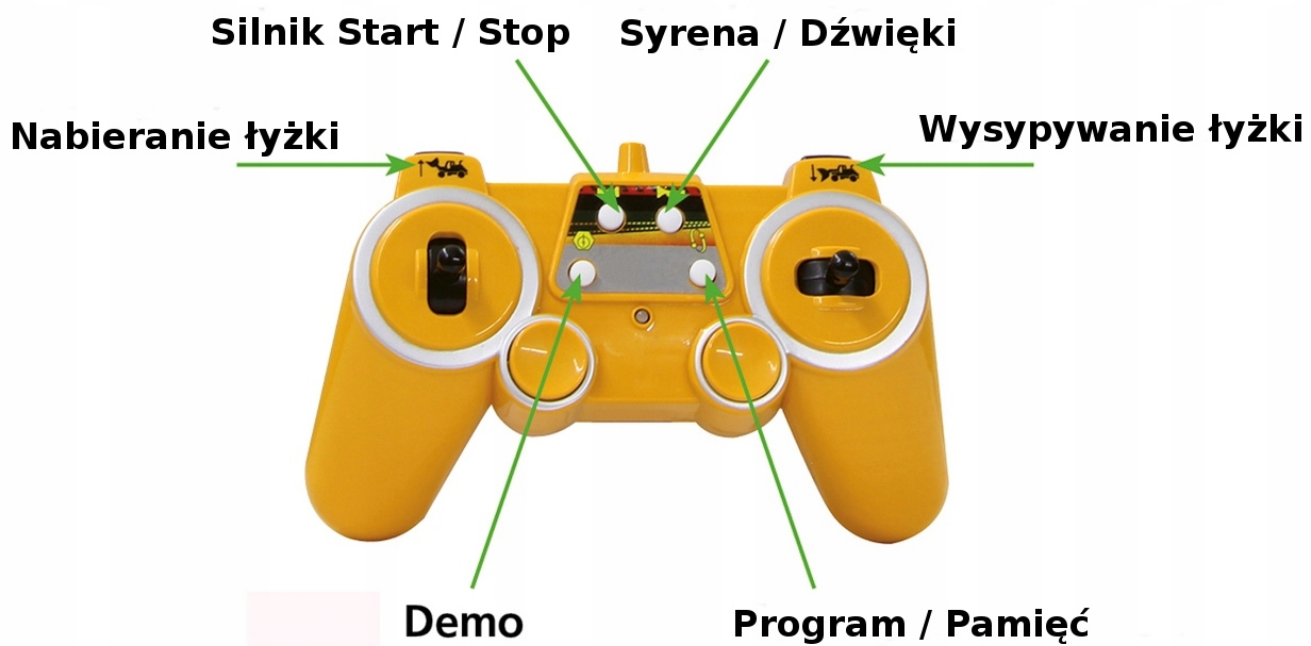 Silnik Start / Stop
Syrena / Dźwięki
Nabieranie łyżki
Wysypywanie łyżki
Demo
Program / Pamięć